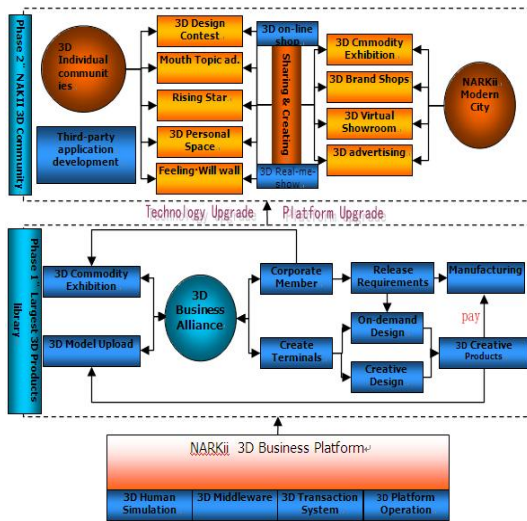 Phase 2" NAKII 3D Community
3D
Individual
communit
ies
Third-party
application
development
3D Design
Contest
Mouth Topic ad.
Rising Star
3D Personal
Space
Feeling·Will wall
3D on-line
shop
Sharing & Creating
3D Real-me-
show
3D Cmmodity
Exhibition
3D Brand Shops
3D Virtual
Showroom
3D advertising
NARKii
Modern
City
Technology Upgrade
Platform Upgrade
Phase 1" Largest 3D Products
library
3D Commodity
Exhibition
3D Model Upload
3D
Business
Alliance
Corporate
Member
Create
Terminals
Release
Requirements
On-demand
Design
Creative
Design
Manufacturing
pay
3D Creative
Products
NARKii 3D Business Platform
3D Human
Simulation
3D Middleware
3D Transaction
System
3D Platform
Operation